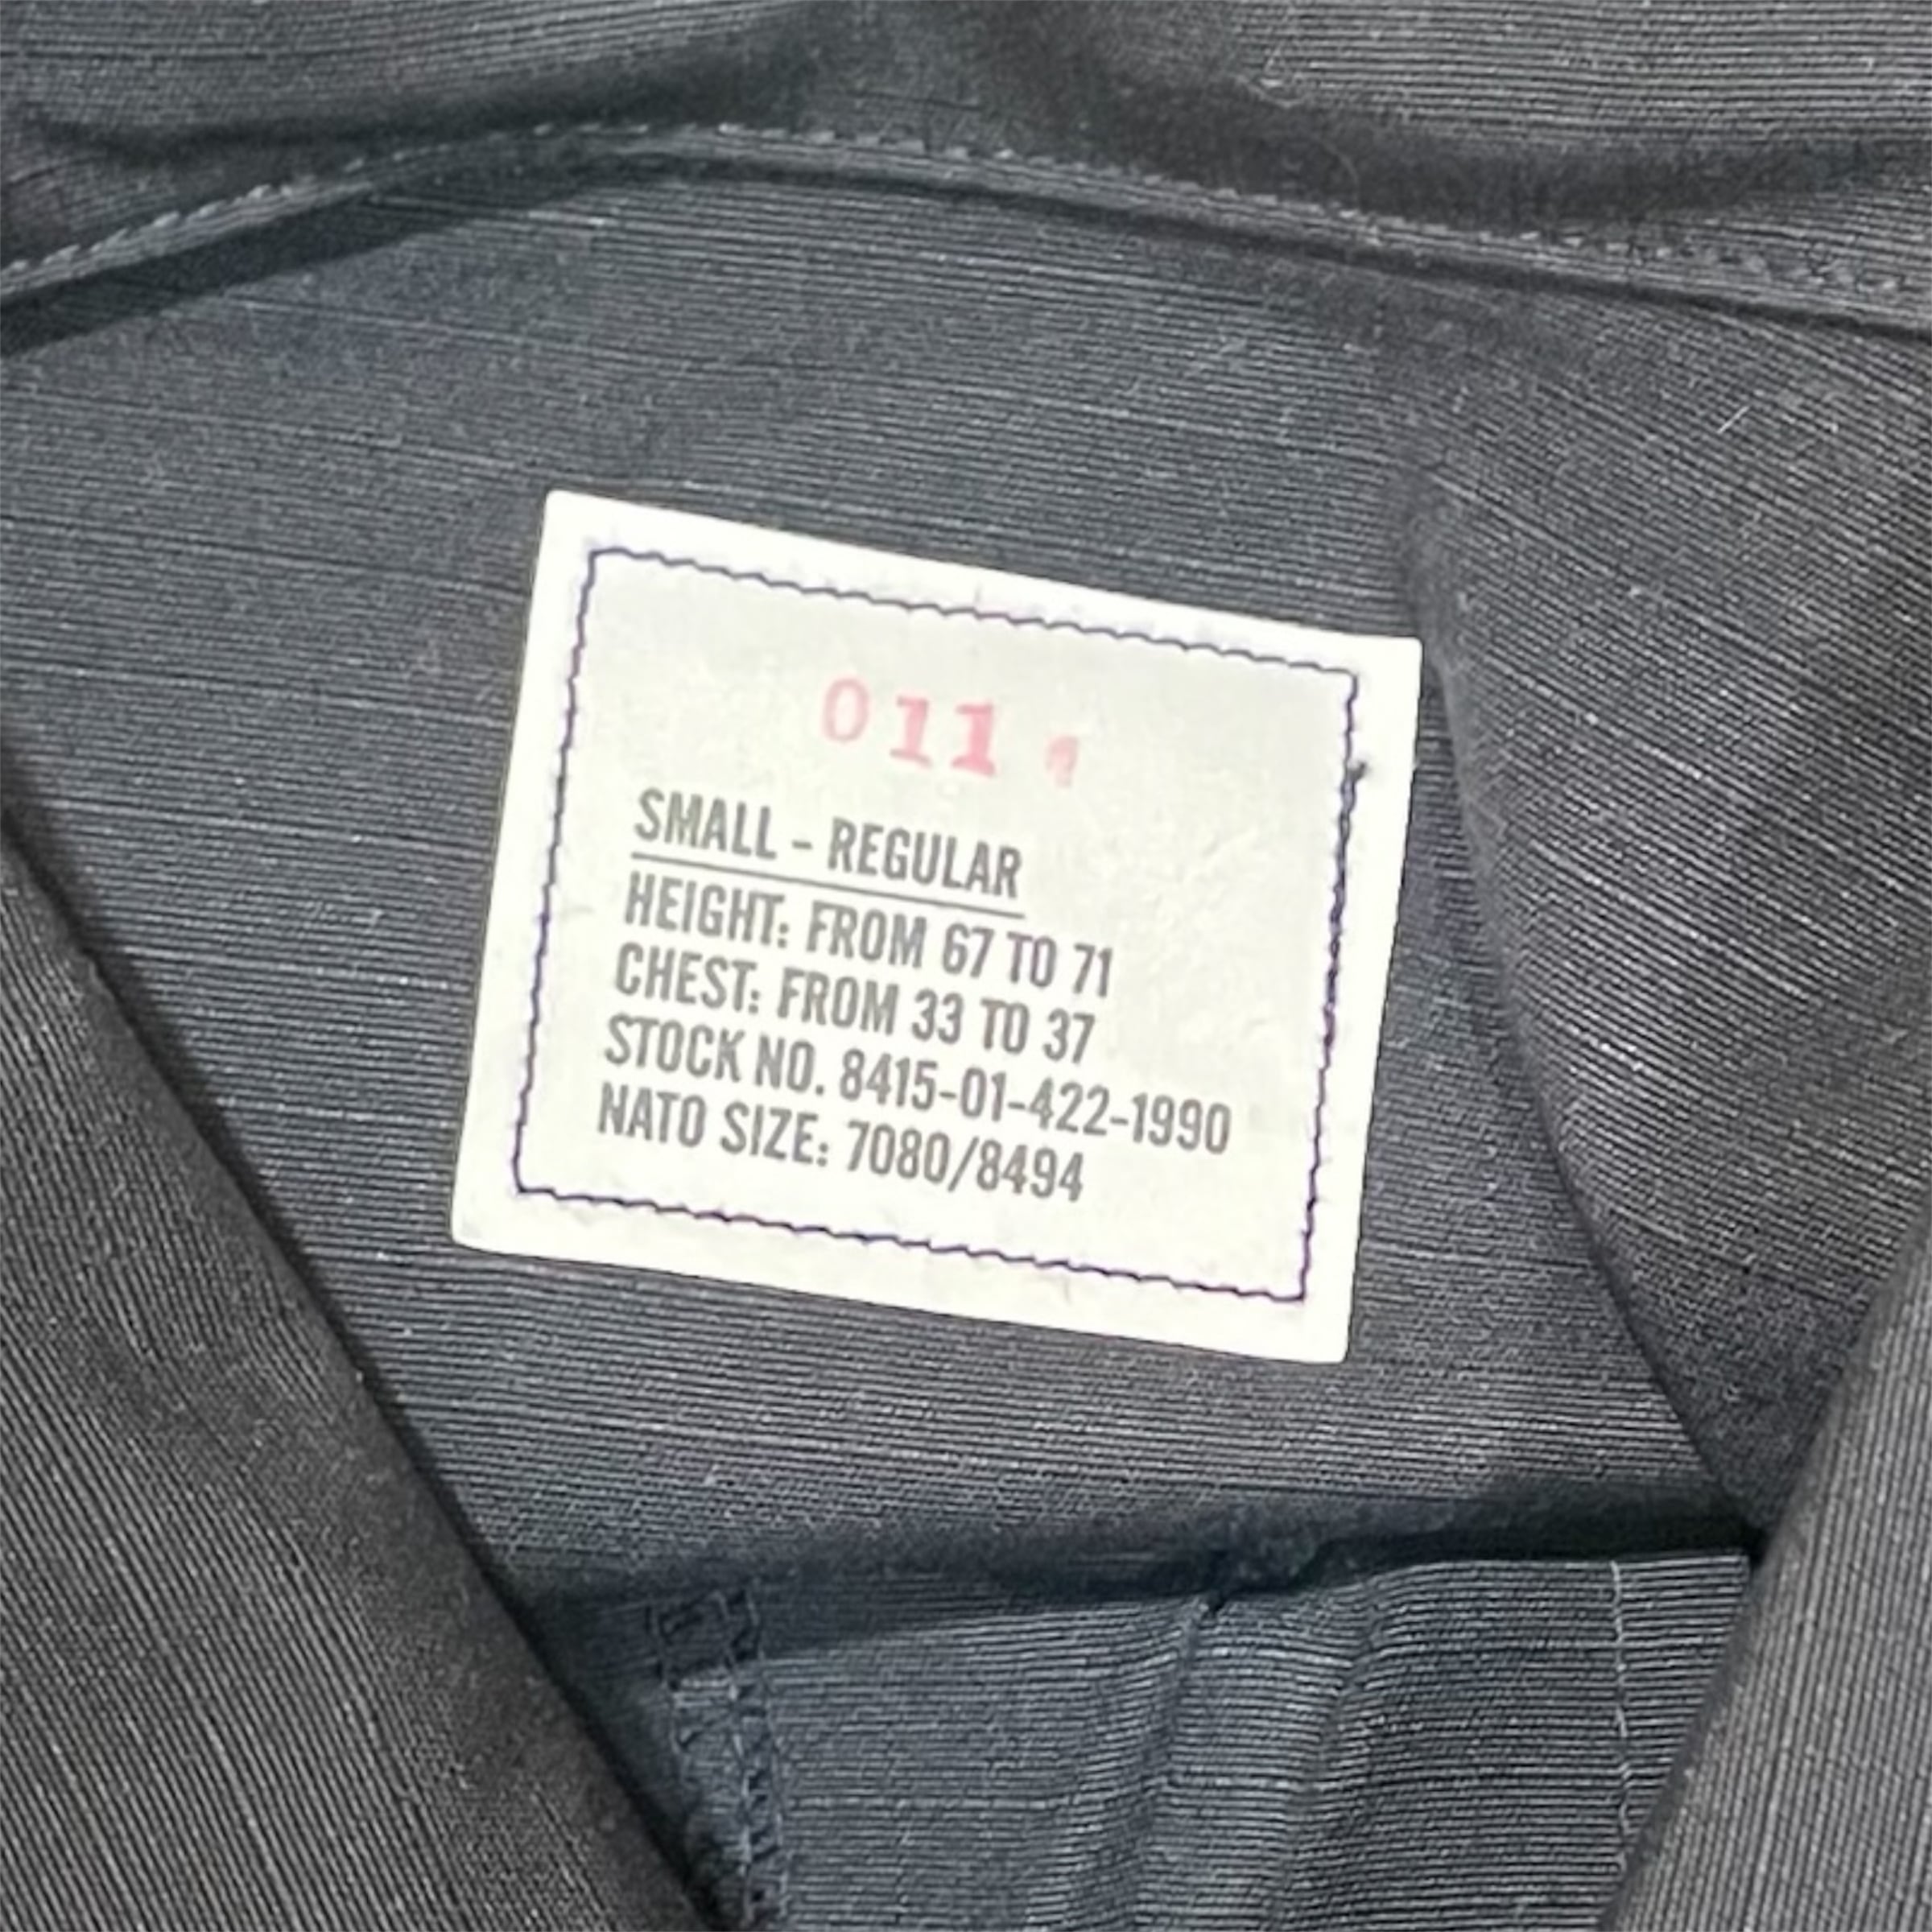 011
SMALL - REGULAR
HEIGHT: FROM 67 TO 71
CHEST: FROM 33 TO 37
STOCK NO. 8415-01-422-1990
NATO SIZE: 7080/8494